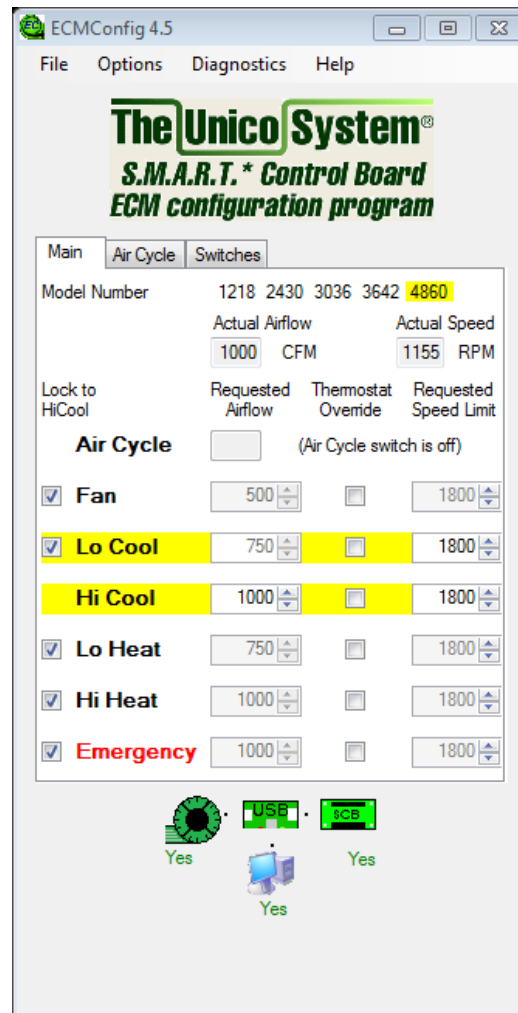 ECMConfig 4.5
File Options Diagnostics Help
The Unico System®
S.M.A.R.T.* Control Board
ECM configuration program
Main Air Cycle Switches
Model Number 1218 2430 3036 3642 4860
Actual Airflow Actual Speed
1000 CFM 1155 RPM
Lock to Requested Thermostat Requested
HiCool Airflow Override Speed Limit
Air Cycle (Air Cycle switch is off)
Fan 500 1800
Lo Cool 750 1800
Hi Cool 1000 1800
Lo Heat 750 1800
Hi Heat 1000 1800
Emergency 1000 1800
USB SCB
Yes Yes
Yes